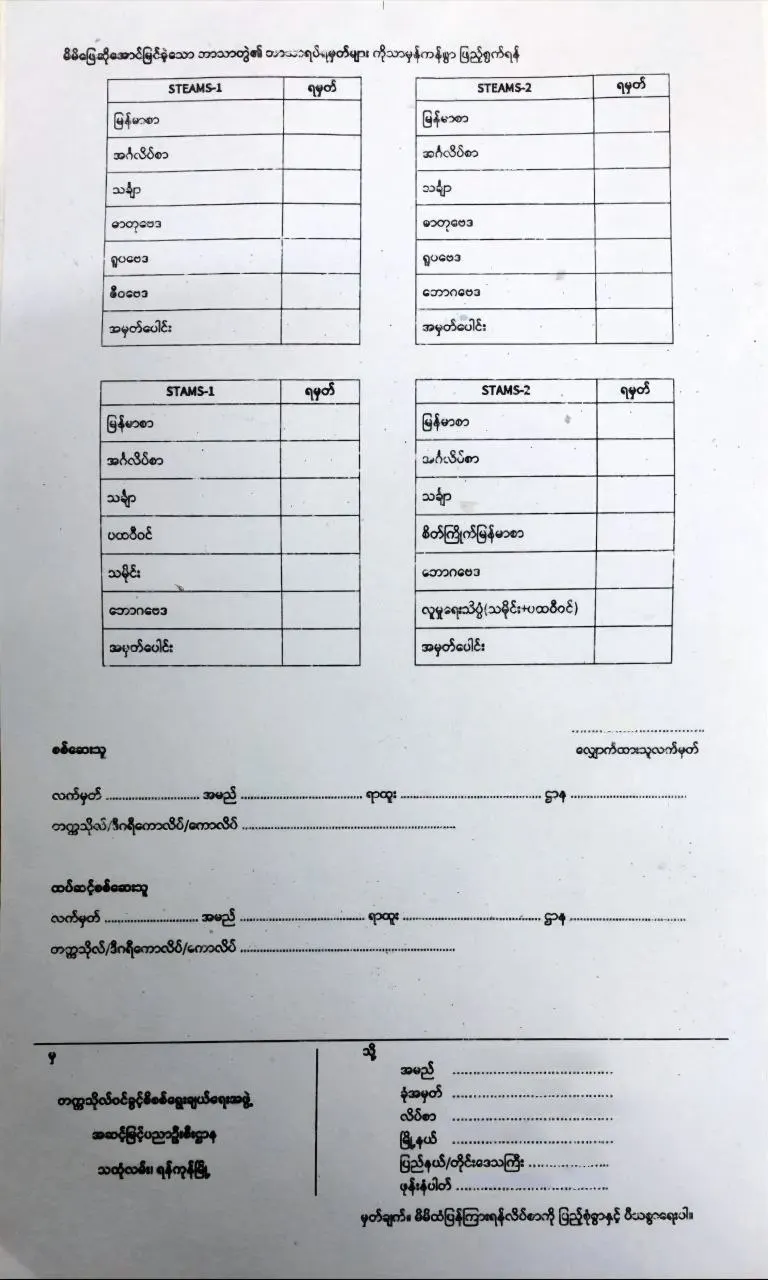 မိမိဖြေဆိုအောင်မြင်ခဲ့သော ဘာသာတွဲ၏ ဘာသာရပ်ရမှတ်များ ကိုသာမှန်ကန်စွာ ဖြည့်စွက်ရန်
STEAMS-1 ရမှတ်
မြန်မာစာ
အင်္ဂလိပ်စာ
သင်္ချာ
ဓာတုဗေဒ
ရူပဗေဒ
ဇီဝဗေဒ
အမှတ်ပေါင်း
STEAMS-2 ရမှတ်
မြန်မာစာ
အင်္ဂလိပ်စာ
သင်္ချာ
ဓာတုဗေဒ
ရူပဗေဒ
ဘောဂဗေဒ
အမှတ်ပေါင်း
STAMS-1 ရမှတ်
မြန်မာစာ
အင်္ဂလိပ်စာ
သင်္ချာ
ပထဝီဝင်
သမိုင်း
ဘောဂဗေဒ
အမှတ်ပေါင်း
STAMS-2 ရမှတ်
မြန်မာစာ
အင်္ဂလိပ်စာ
သင်္ချာ
စိတ်ကြိုက်မြန်မာစာ
ဘောဂဗေဒ
လူမှုရေးသိပ္ပံ(သမိုင်း+ပထဝီဝင်)
အမှတ်ပေါင်း
လျှောက်ထားသူလက်မှတ်
စစ်ဆေးသူ
လက်မှတ် .......................... အမည် .................................. ရာထူး ........................................ ဌာန .................................
တက္ကသိုလ်/ဒီဂရီကောလိပ်/ကောလိပ် ............................................................
ထပ်ဆင့်စစ်ဆေးသူ
လက်မှတ် .......................... အမည် .................................. ရာထူး ........................................ ဌာန .................................
တက္ကသိုလ်/ဒီဂရီကောလိပ်/ကောလိပ် ............................................................
မှ
တက္ကသိုလ်ဝင်ခွင့်စိစစ်ရွေးချယ်ရေးအဖွဲ့
အဆင့်မြင့်ပညာဦးစီးဌာန
သထုံလမ်း၊ ရန်ကုန်မြို့
သို့
အမည် ........................................
ခုံအမှတ် ........................................
လိပ်စာ ........................................
မြို့နယ် ........................................
ပြည်နယ်/တိုင်းဒေသကြီး ....................
ဖုန်းနံပါတ် ........................................
မှတ်ချက်။ မိမိထံပြန်ကြားရန်လိပ်စာကို ပြည့်စုံစွာနှင့် ပီသစွာရေးပါ။